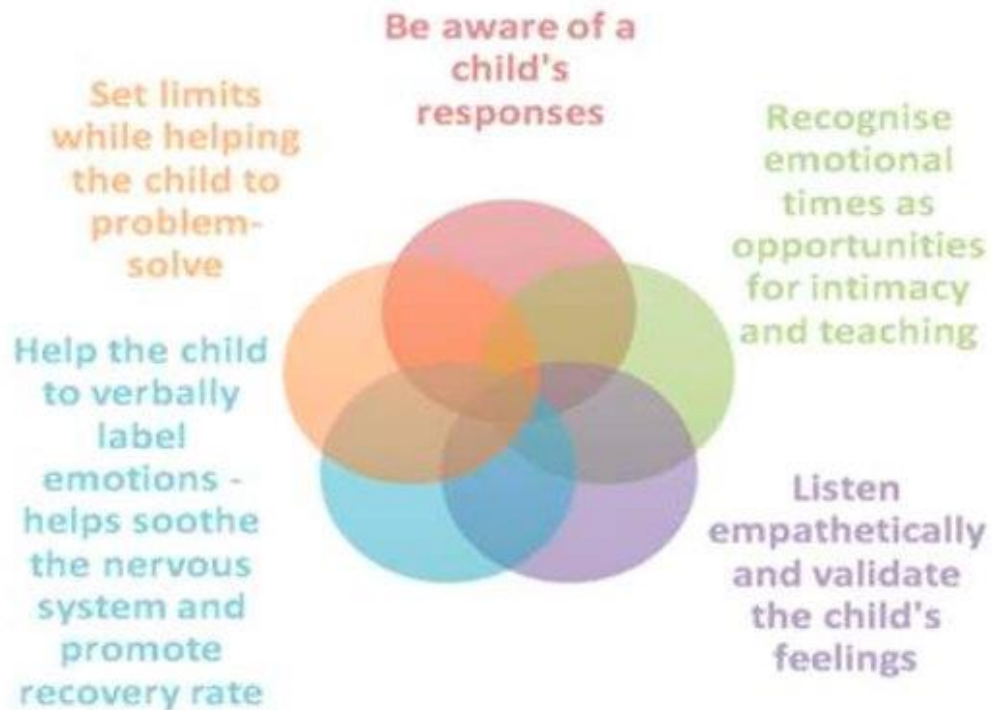 Be aware of a
child's
responses
Recognise
emotional
times as
opportunities
for intimacy
and teaching
Listen
empathetically
and validate
the child's
feelings
Help the child
to verbally
label
emotions -
helps soothe
the nervous
system and
promote
recovery rate
Set limits
while helping
the child to
problem-
solve